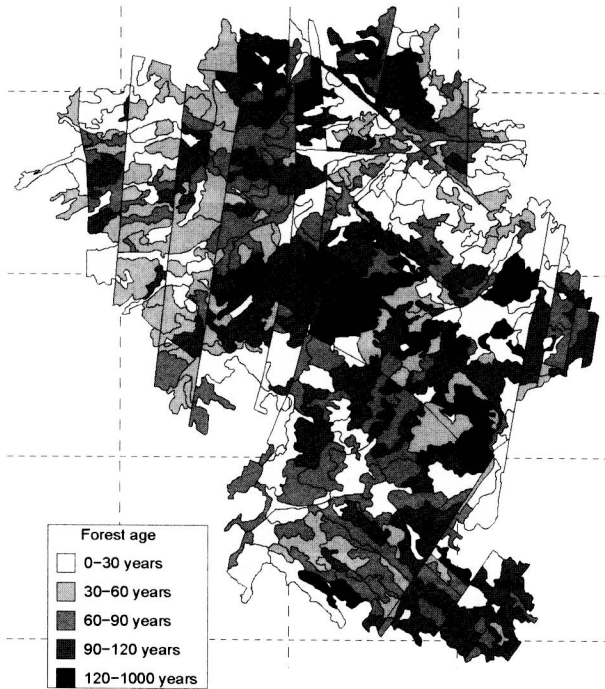 Forest age
0–30 years
30–60 years
60–90 years
90–120 years
120–1000 years